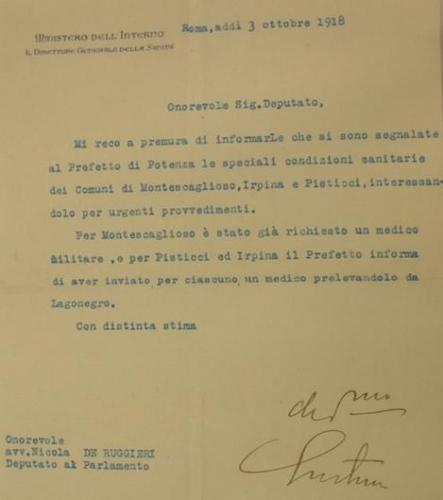 Roma, addì 3 ottobre 1918
MINISTERO DELL'INTERNO
IL DIRETTORE GENERALE DELLA SANITÀ
Onorevole Sig.Deputato,
Mi reco a premura di informarLe che si sono segnalate
al Prefetto di Potenza le speciali condizioni sanitarie
dei Comuni di Montescaglioso,Irpina e Pisticci,interessan-
dolo per urgenti provvedimenti.
Per Montescaglioso è stato già richiesto un medico
militare ,e per Pisticci ed Irpina il Prefetto informa
di aver inviato per ciascuno un medico prelevandolo da
Lagonegro.
Con distinta stima
Onorevole
avv.Nicola DE RUGGIERI
Deputato al Parlamento